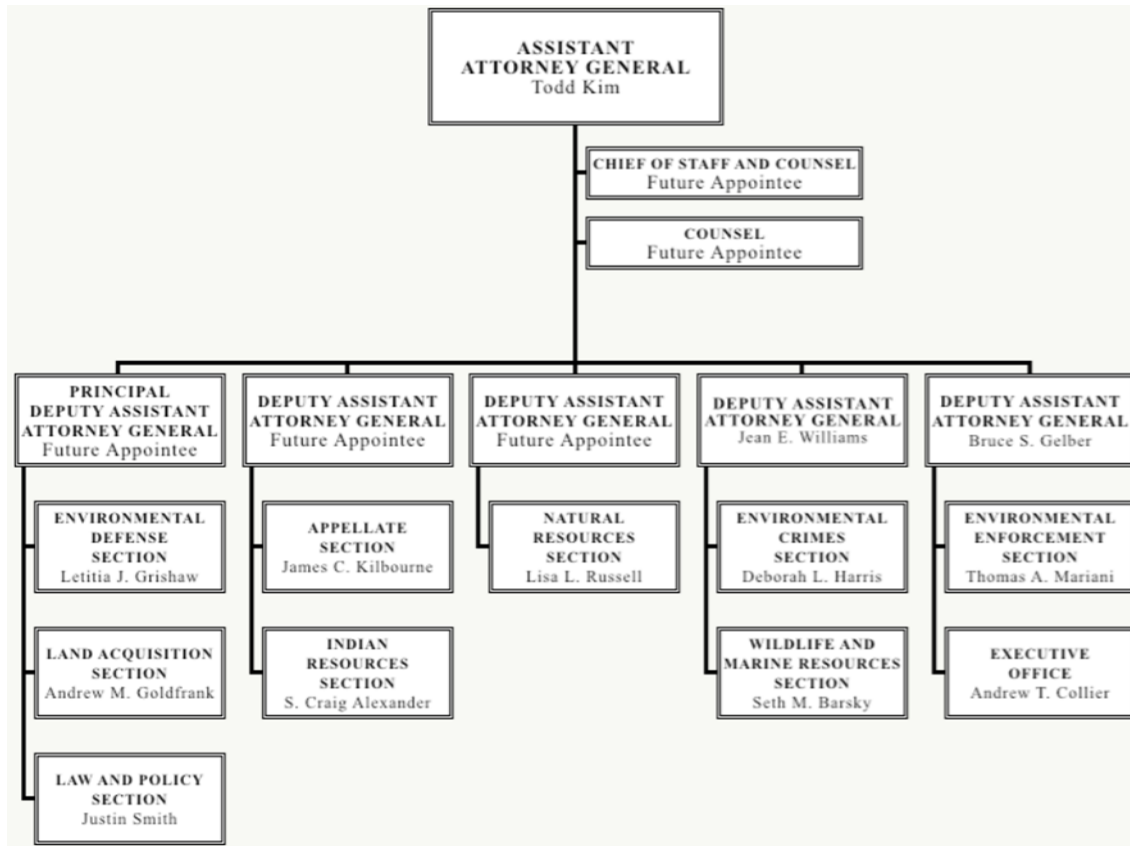 ASSISTANT
ATTORNEY GENERAL
Todd Kim
CHIEF OF STAFF AND COUNSEL
Future Appointee
COUNSEL
Future Appointee
PRINCIPAL
DEPUTY ASSISTANT
ATTORNEY GENERAL
Future Appointee
DEPUTY ASSISTANT
ATTORNEY GENERAL
Future Appointee
DEPUTY ASSISTANT
ATTORNEY GENERAL
Future Appointee
DEPUTY ASSISTANT
ATTORNEY GENERAL
Jean E. Williams
DEPUTY ASSISTANT
ATTORNEY GENERAL
Bruce S. Gelber
ENVIRONMENTAL
DEFENSE
SECTION
Letitia J. Grishaw
APPELLATE
SECTION
James C. Kilbourne
NATURAL
RESOURCES
SECTION
Lisa L. Russell
ENVIRONMENTAL
CRIMES
SECTION
Deborah L. Harris
ENVIRONMENTAL
ENFORCEMENT
SECTION
Thomas A. Mariani
LAND ACQUISITION
SECTION
Andrew M. Goldfrank
INDIAN
RESOURCES
SECTION
S. Craig Alexander
WILDLIFE AND
MARINE RESOURCES
SECTION
Seth M. Barsky
EXECUTIVE
OFFICE
Andrew T. Collier
LAW AND POLICY
SECTION
Justin Smith